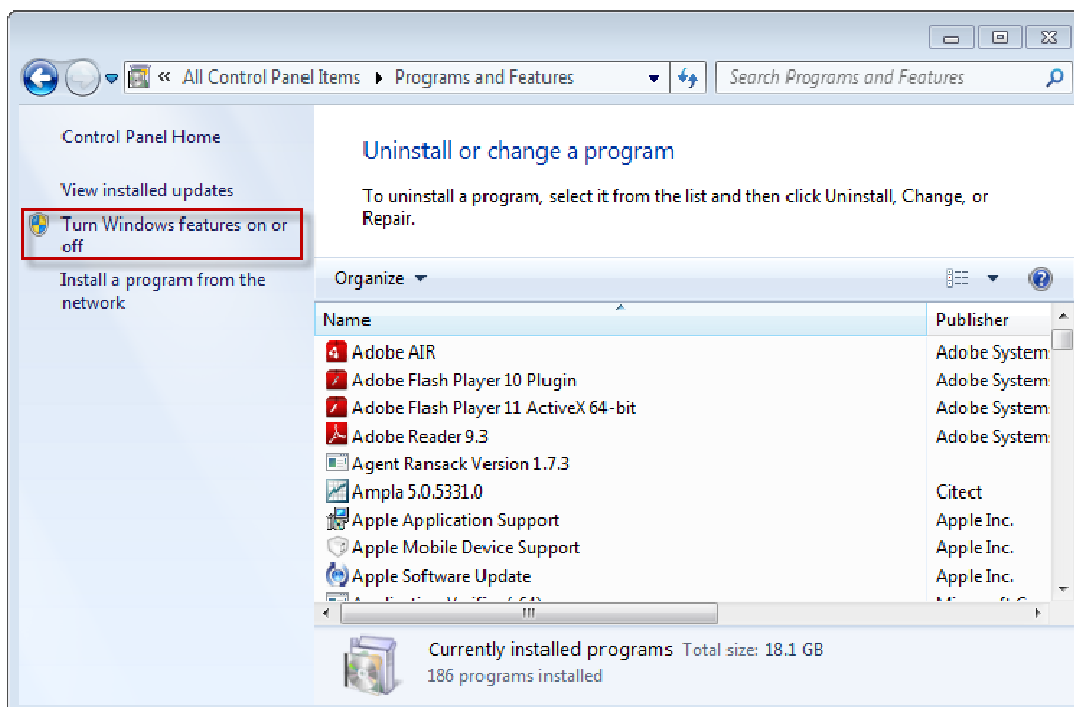 « All Control Panel Items Programs and Features
Search Programs and Features
Control Panel Home
View installed updates
Turn Windows features on or
off
Install a program from the
network
Uninstall or change a program
To uninstall a program, select it from the list and then click Uninstall, Change, or
Repair.
Organize
Name Publisher
Adobe AIR Adobe System
Adobe Flash Player 10 Plugin Adobe System
Adobe Flash Player 11 ActiveX 64-bit Adobe System
Adobe Reader 9.3 Adobe System
Agent Ransack Version 1.7.3
Ampla 5.0.5331.0 Citect
Apple Application Support Apple Inc.
Apple Mobile Device Support Apple Inc.
Apple Software Update Apple Inc.
Currently installed programs Total size: 18.1 GB
186 programs installed